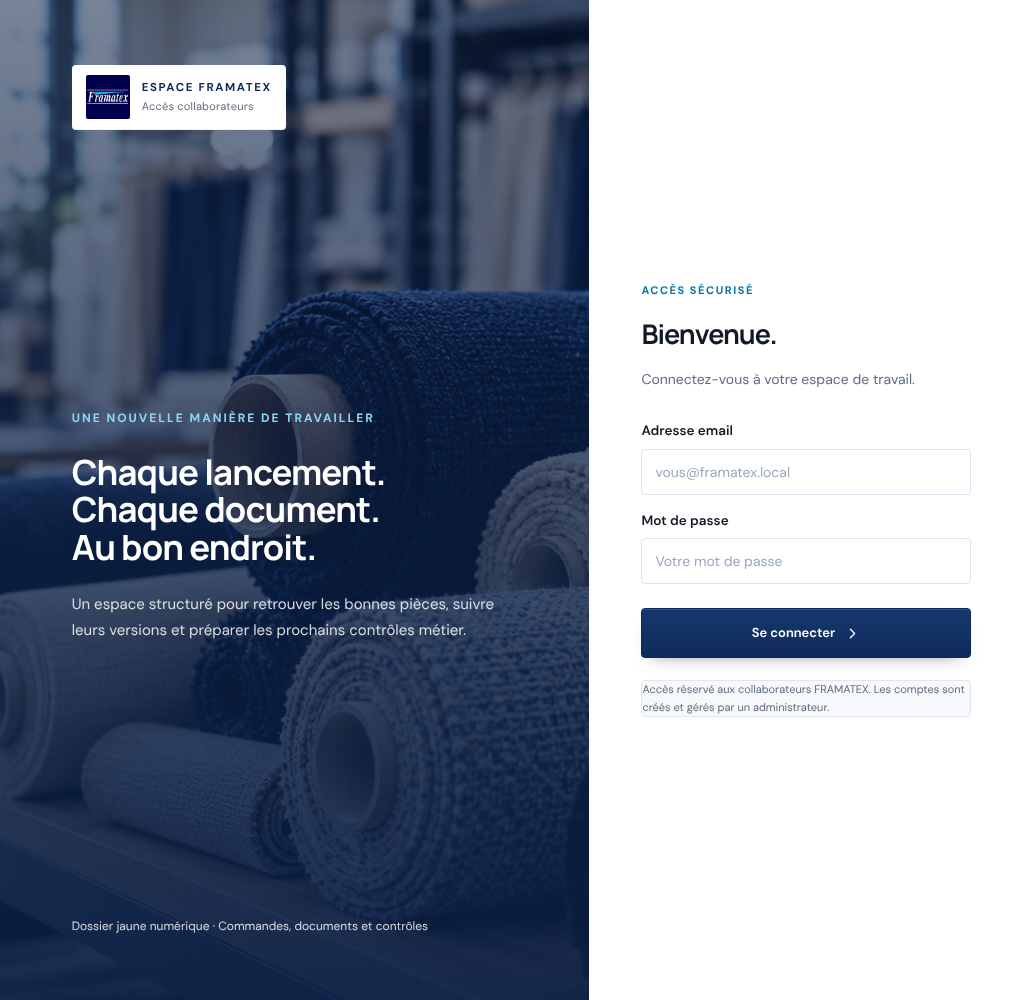 Framatex
ESPACE FRAMATEX
Accès collaborateurs
UNE NOUVELLE MANIÈRE DE TRAVAILLER
Chaque lancement.
Chaque document.
Au bon endroit.
Un espace structuré pour retrouver les bonnes pièces, suivre
leurs versions et préparer les prochains contrôles métier.
Dossier jaune numérique · Commandes, documents et contrôles
ACCÈS SÉCURISÉ
Bienvenue.
Connectez-vous à votre espace de travail.
Adresse email
vous@framatex.local
Mot de passe
Votre mot de passe
Se connecter
Accès réservé aux collaborateurs FRAMATEX. Les comptes sont
créés et gérés par un administrateur.